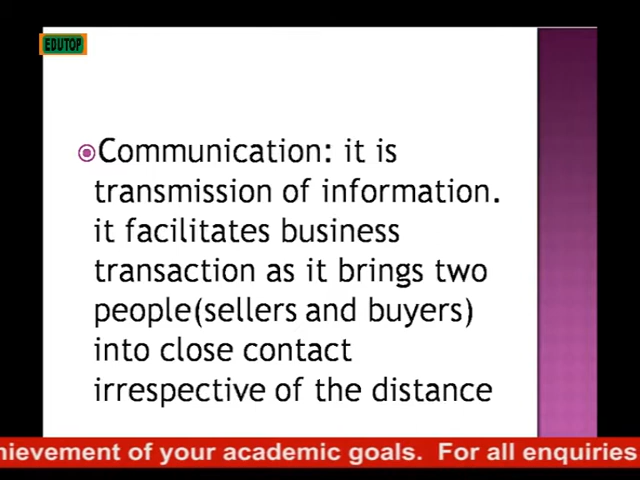 EDUTOP
Communication: it is
transmission of information.
it facilitates business
transaction as it brings two
people(sellers and buyers)
into close contact
irrespective of the distance
of your academic goals. For all enquiries